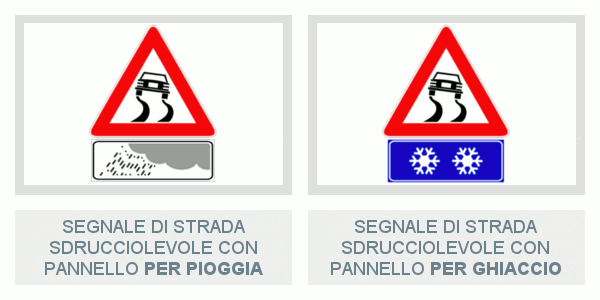 SEGNALE DI STRADA
SDRUCCIOLEVOLE CON
PANNELLO PER PIOGGIA
SEGNALE DI STRADA
SDRUCCIOLEVOLE CON
PANNELLO PER GHIACCIO